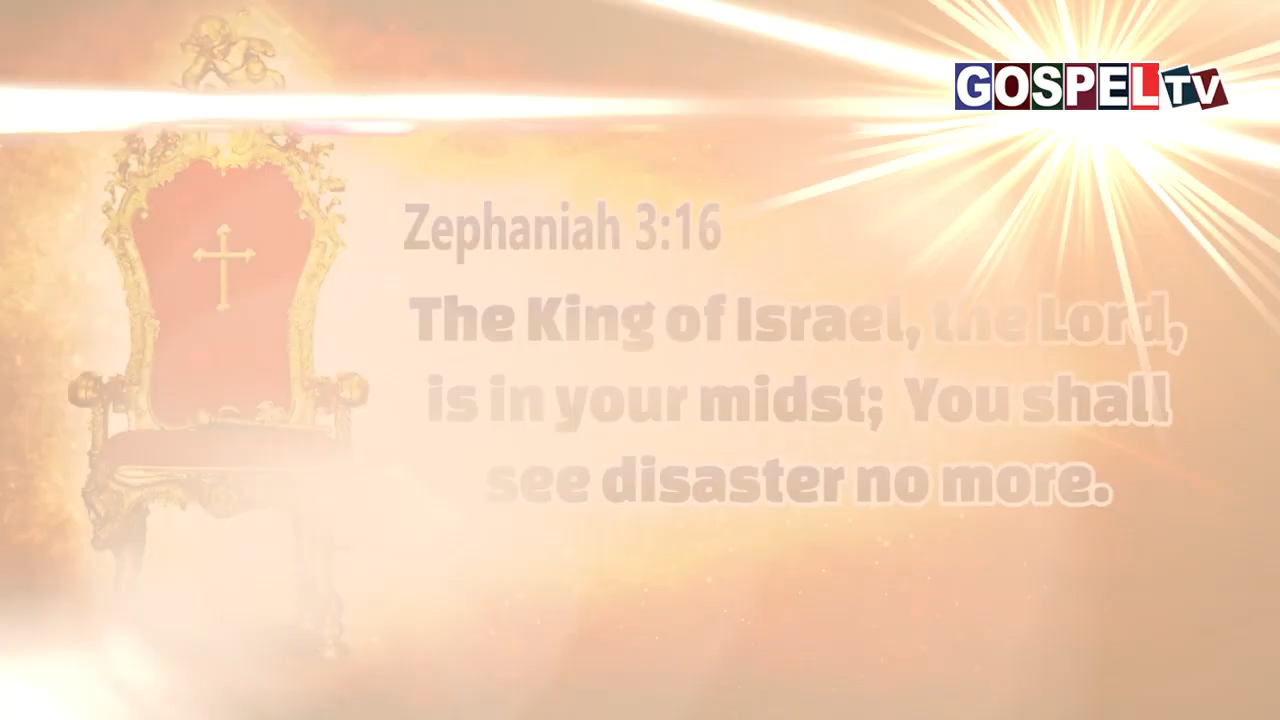 GOSPEL TV
Zephaniah 3:16
The King of Israel, the Lord,
is in your midst; You shall
see disaster no more.